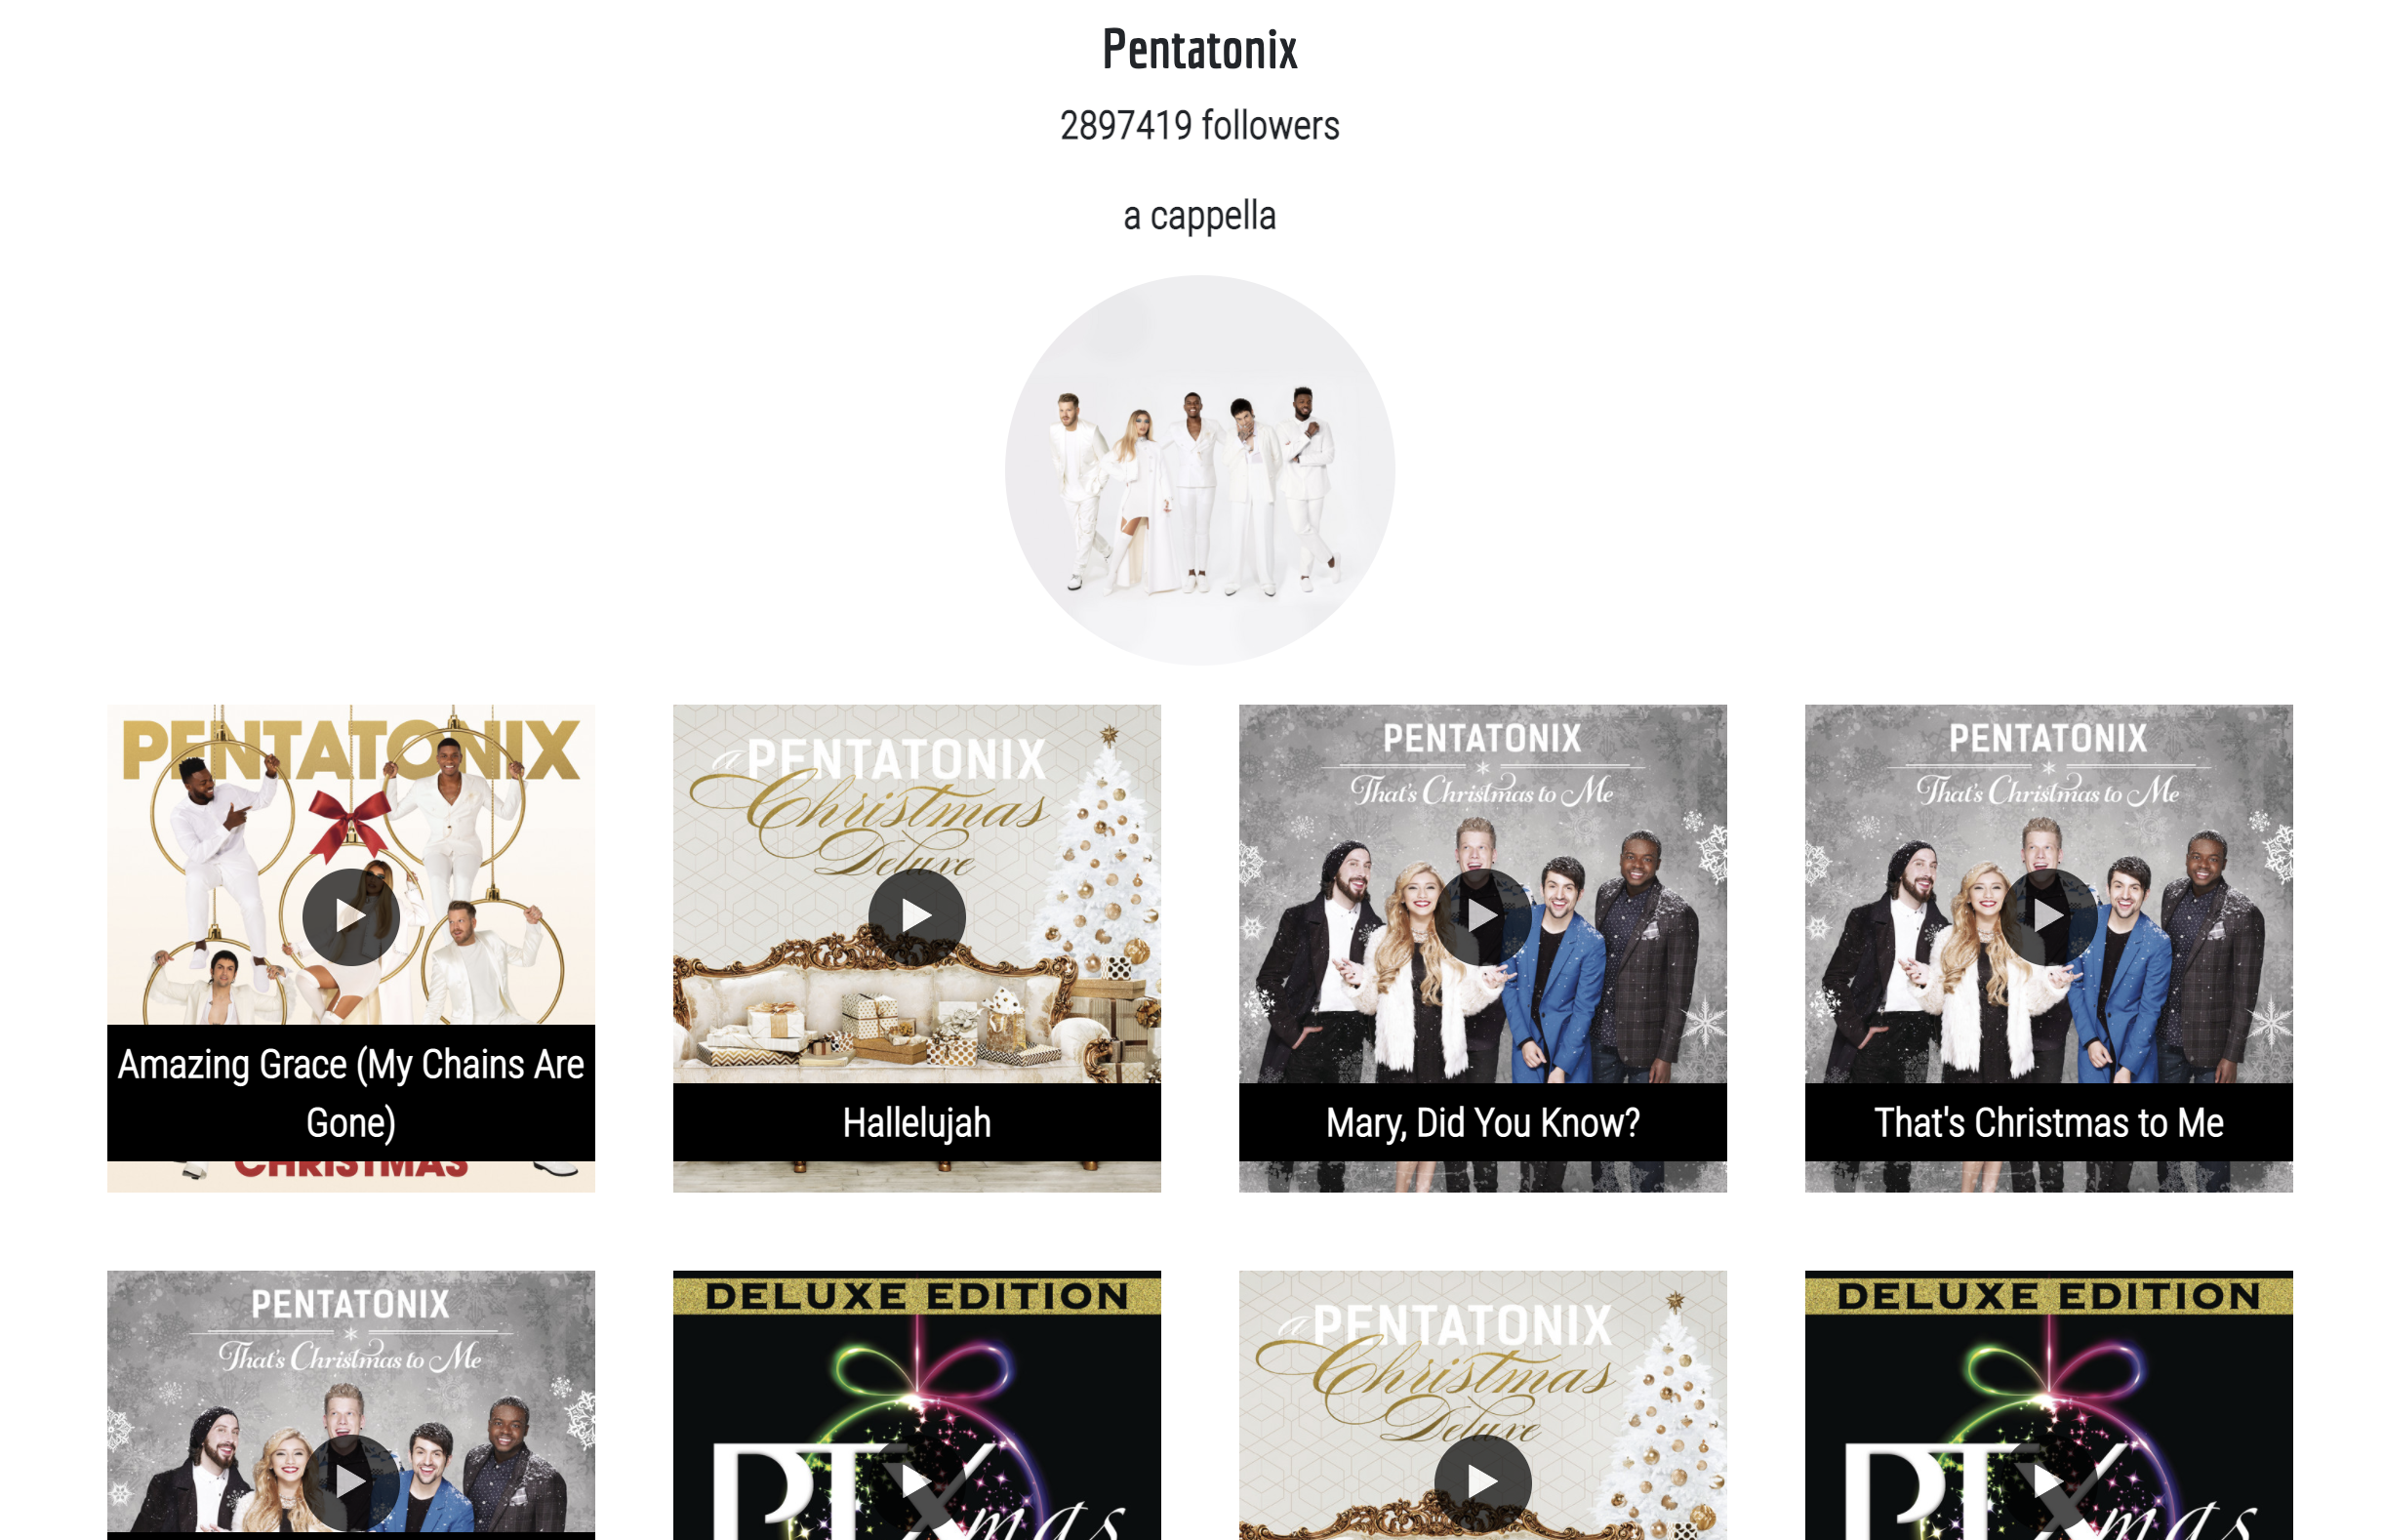 Pentatonix
2897419 followers
a cappella
PENTATONIX
Amazing Grace (My Chains Are
Gone)
CHRISTMAS
a PENTATONIX
Christmas
Deluxe
Hallelujah
PENTATONIX
That's Christmas to Me
Mary, Did You Know?
PENTATONIX
That's Christmas to Me
That's Christmas to Me
PENTATONIX
That's Christmas to Me
DELUXE EDITION
PTXmas
a PENTATONIX
Christmas
Deluxe
DELUXE EDITION
PTXmas